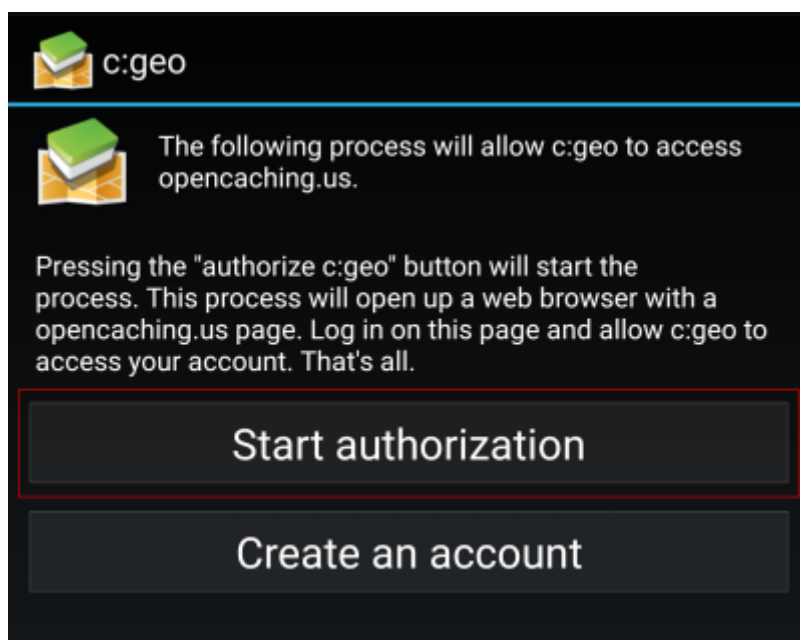 c:geo
The following process will allow c:geo to access
opencaching.us.
Pressing the "authorize c:geo" button will start the
process. This process will open up a web browser with a
opencaching.us page. Log in on this page and allow c:geo to
access your account. That's all.
Start authorization
Create an account